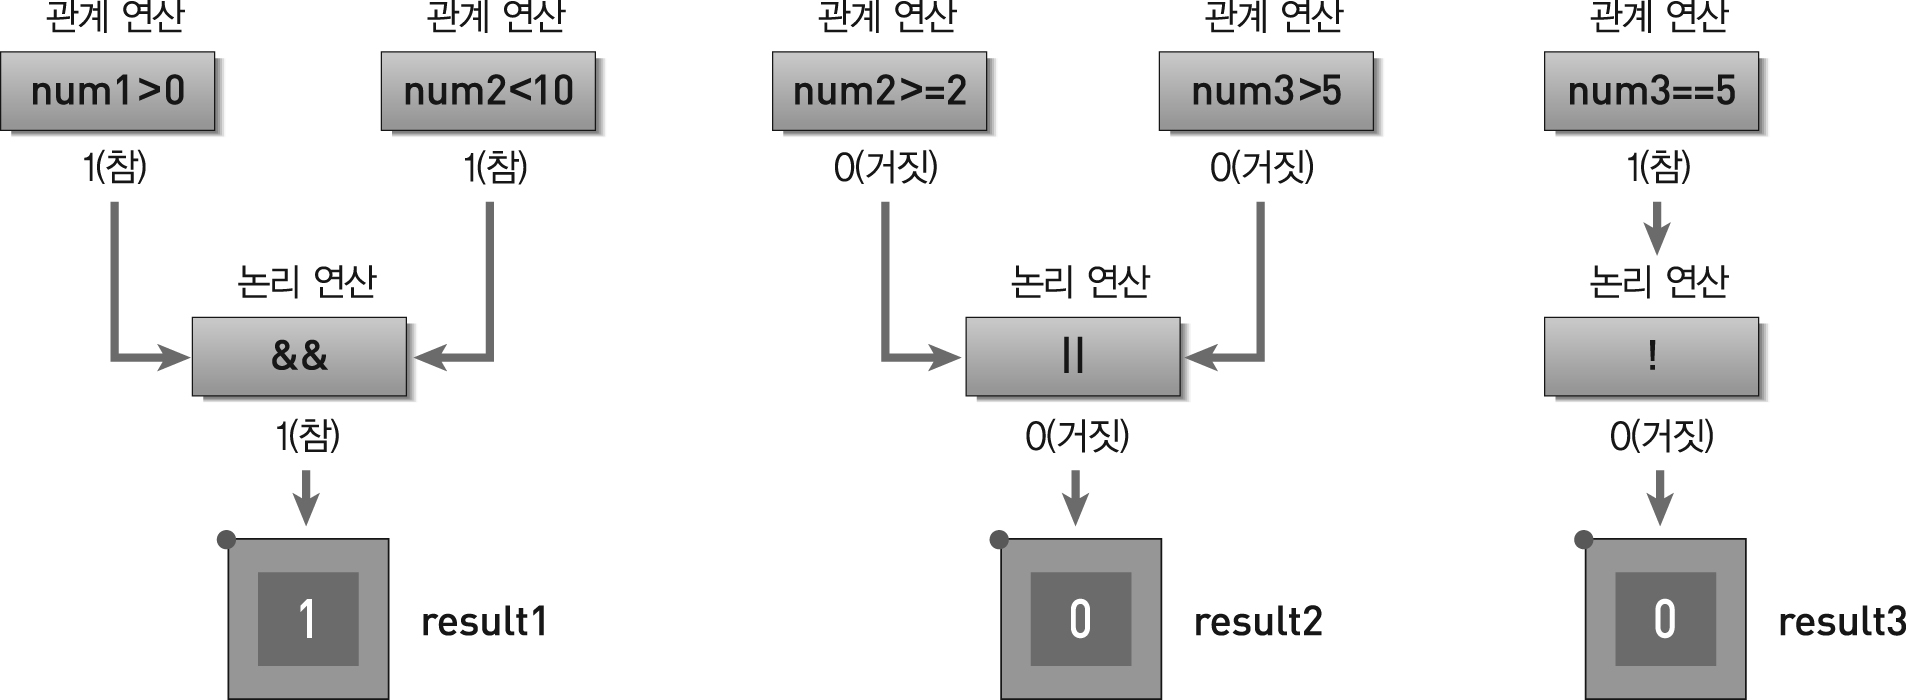 관계 연산 관계 연산 관계 연산 관계 연산 관계 연산
num1>0 num2<10 num2>=2 num3>5 num3==5
1(참) 1(참) 0(거짓) 0(거짓) 1(참)
논리 연산 논리 연산 논리 연산
&& || !
1(참) 0(거짓) 0(거짓)
1 result1 0 result2 0 result3